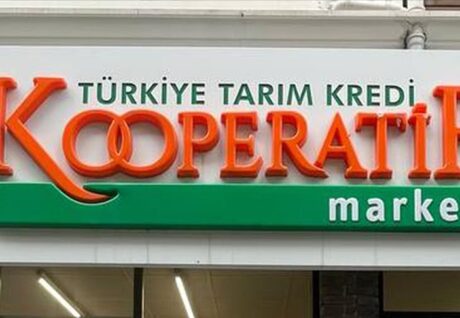 TÜRKİYE TARIM KREDİ
KOOPERATİF
marke